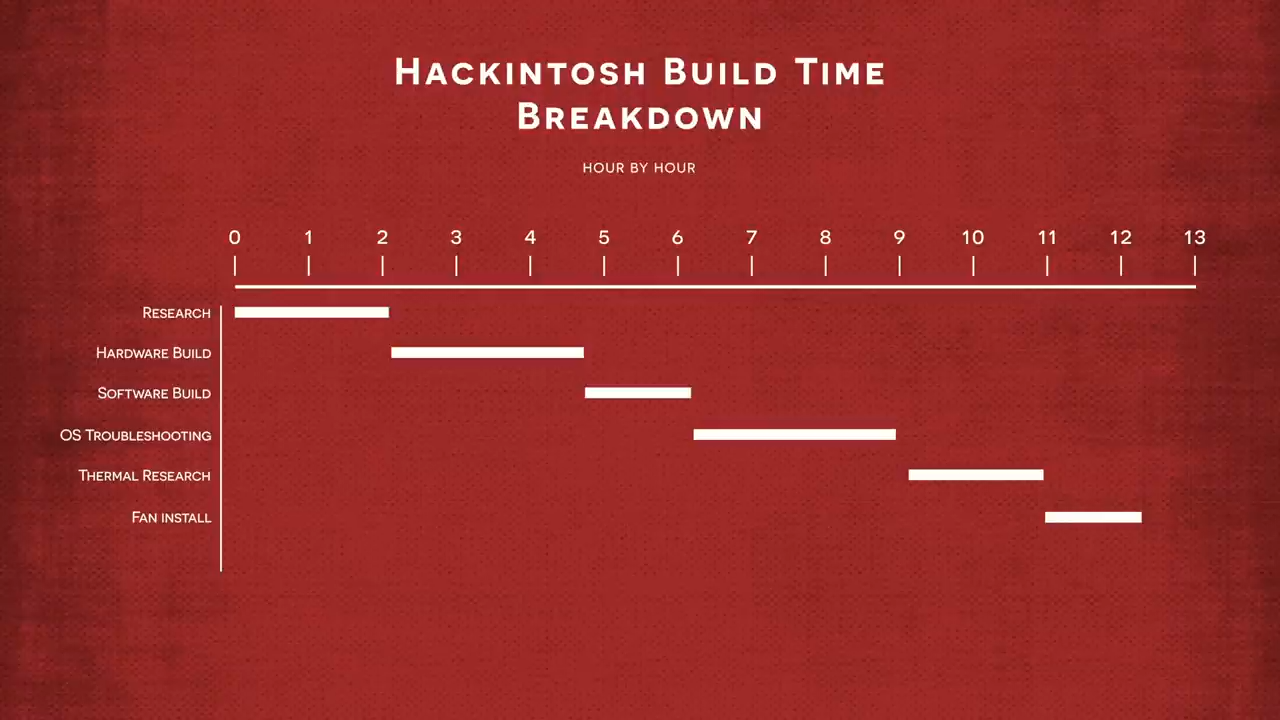 Hackintosh Build Time
Breakdown
HOUR BY HOUR
0 1 2 3 4 5 6 7 8 9 10 11 12 13
Research
Hardware Build
Software Build
OS Troubleshooting
Thermal Research
Fan install